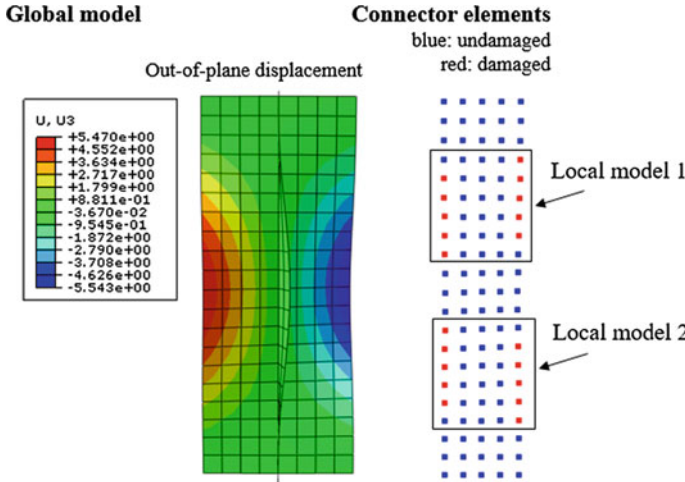 Global model
Connector elements
blue: undamaged
red: damaged
Out-of-plane displacement
U, U3
+5.470e+00
+4.552e+00
+3.634e+00
+2.717e+00
+1.799e+00
+8.811e-01
-3.670e-02
-9.545e-01
-1.872e+00
-2.790e+00
-3.708e+00
-4.626e+00
-5.543e+00
Local model 1
Local model 2